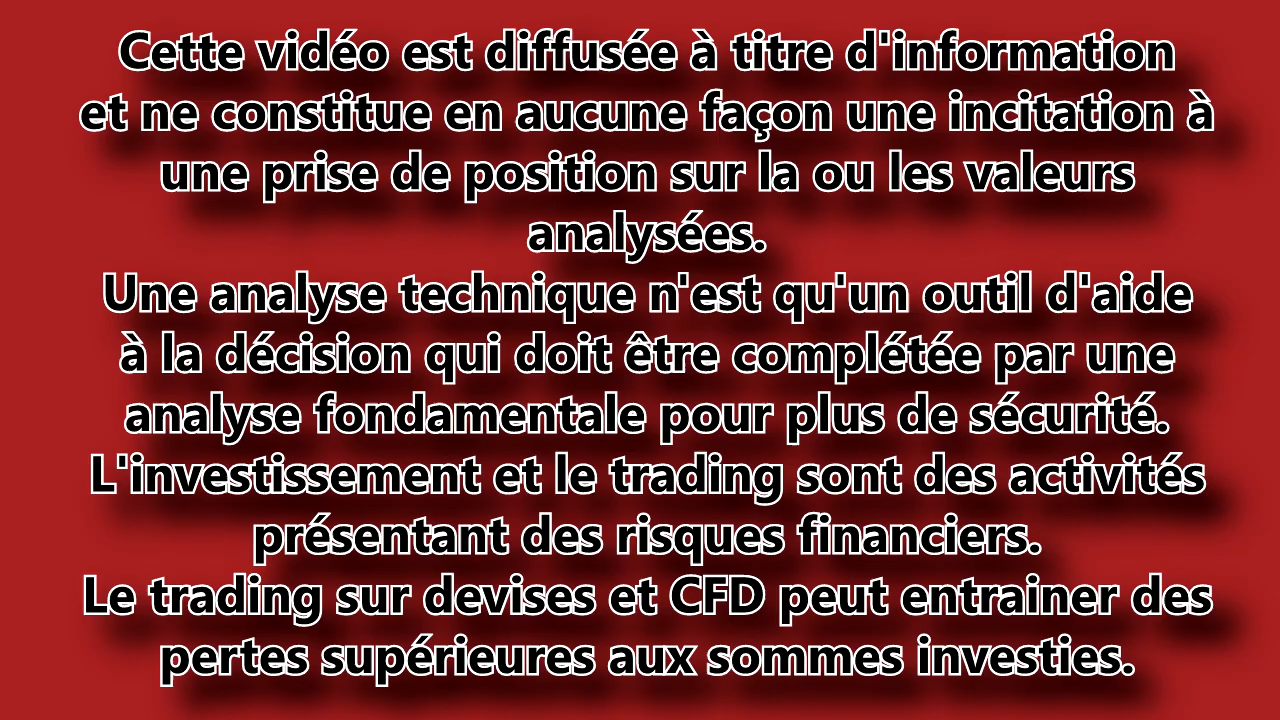 Cette vidéo est diffusée à titre d'information
et ne constitue en aucune façon une incitation à
une prise de position sur la ou les valeurs
analysées.
Une analyse technique n'est qu'un outil d'aide
à la décision qui doit être complétée par une
analyse fondamentale pour plus de sécurité.
L'investissement et le trading sont des activités
présentant des risques financiers.
Le trading sur devises et CFD peut entrainer des
pertes supérieures aux sommes investies.